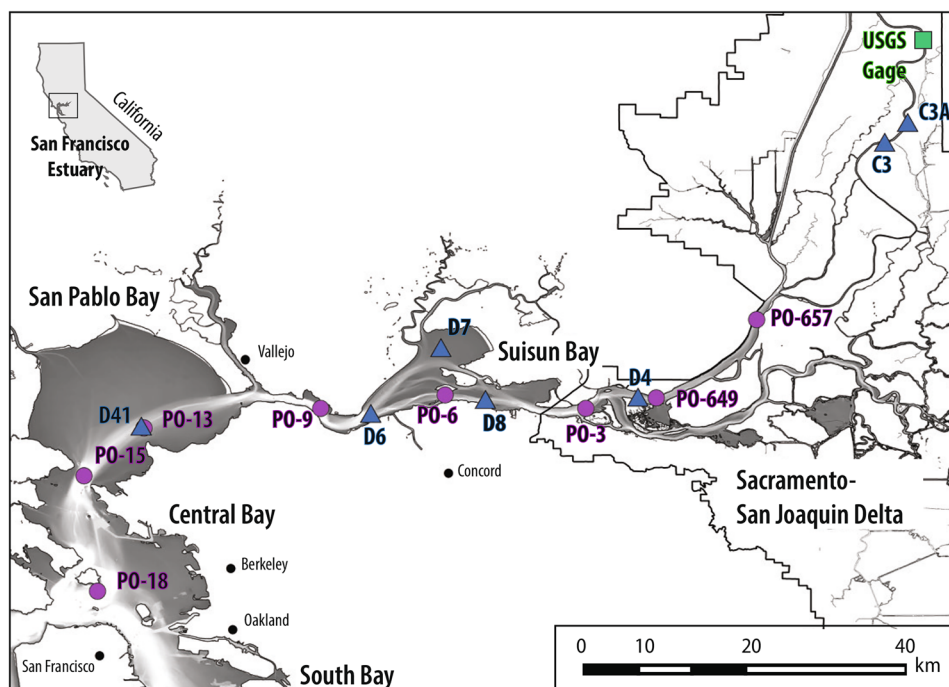 USGS
Gage
C3A
C3
California
San Francisco
Estuary
San Pablo Bay
Vallejo
D7
Suisun Bay
PO-657
D41
PO-13
PO-9
D6
PO-6
D8
PO-3
D4
PO-649
PO-15
Concord
Sacramento-
San Joaquin Delta
Central Bay
Berkeley
PO-18
Oakland
San Francisco
South Bay
0 10 20 40
km